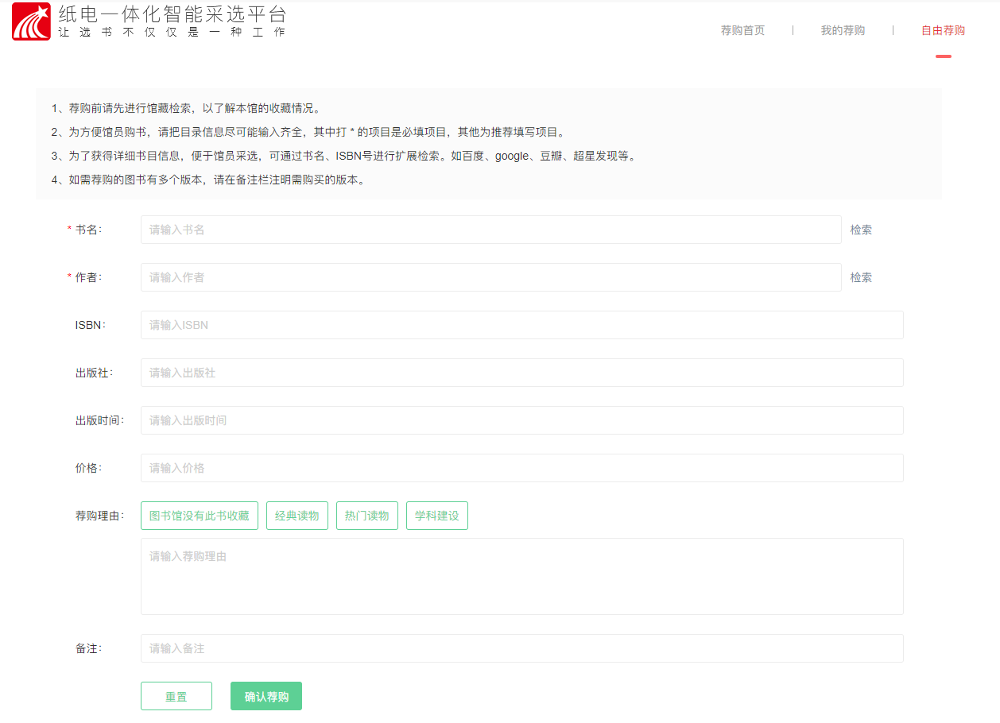 纸电一体化智能采选平台
让选书不仅仅是一种工作
荐购首页 | 我的荐购 | 自由荐购
1、荐购前请先进行馆藏检索，以了解本馆的收藏情况。
2、为方便馆员购书，请把目录信息尽可能输入齐全，其中打 * 的项目是必填项目，其他为推荐填写项目。
3、为了获得详细书目信息，便于馆员采选，可通过书名、ISBN号进行扩展检索。如百度、google、豆瓣、超星发现等。
4、如需荐购的图书有多个版本，请在备注栏注明需购买的版本。
* 书名： 请输入书名 检索
* 作者： 请输入作者 检索
ISBN： 请输入ISBN
出版社： 请输入出版社
出版时间： 请输入出版时间
价格： 请输入价格
荐购理由： 图书馆没有此书收藏 经典读物 热门读物 学科建设
请输入荐购理由
备注： 请输入备注
重置 确认荐购